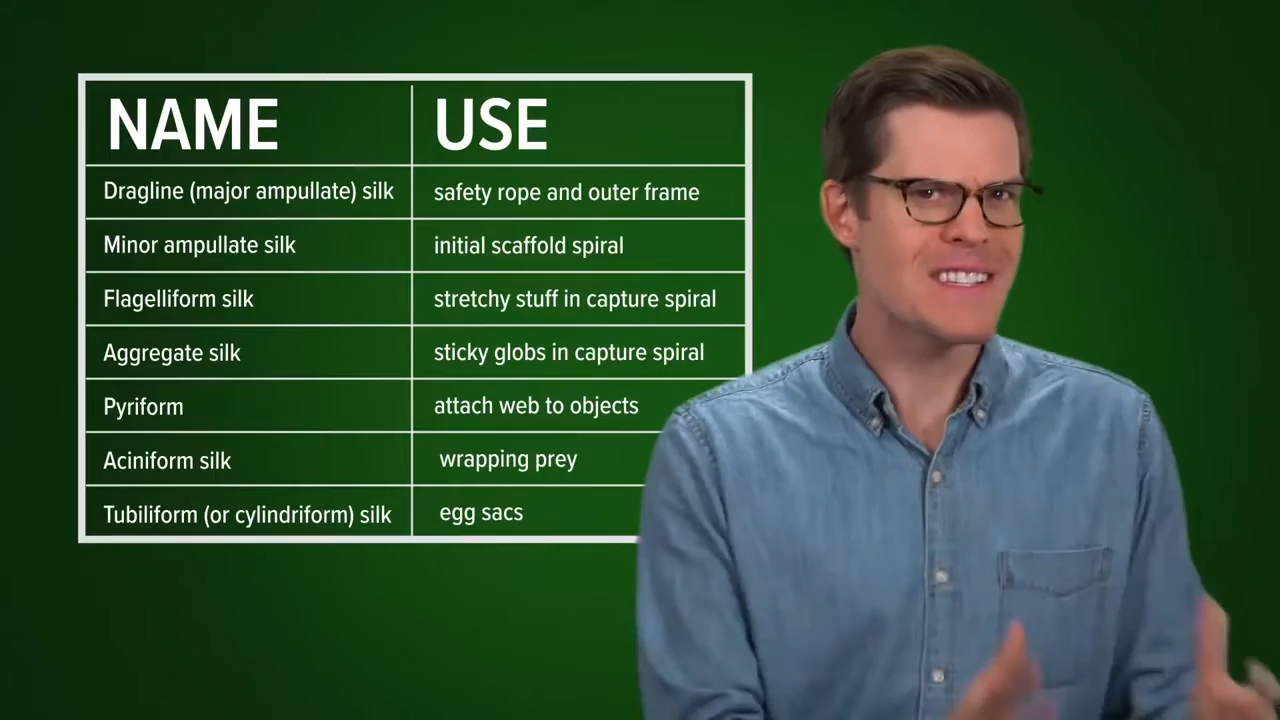 NAME USE
Dragline (major ampullate) silk safety rope and outer frame
Minor ampullate silk initial scaffold spiral
Flagelliform silk stretchy stuff in capture spiral
Aggregate silk sticky globs in capture spiral
Pyriform attach web to objects
Aciniform silk wrapping prey
Tubiliform (or cylindriform) silk egg sacs